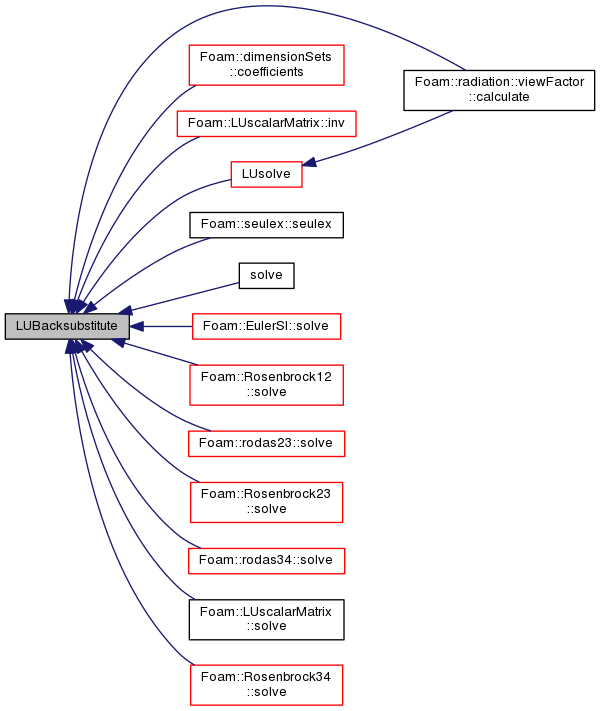 Foam::dimensionSets
::coefficients
Foam::radiation::viewFactor
::calculate
Foam::LUscalarMatrix::inv
LUsolve
Foam::seulex::seulex
solve
LUBacksubstitute
Foam::EulerSI::solve
Foam::Rosenbrock12
::solve
Foam::rodas23::solve
Foam::Rosenbrock23
::solve
Foam::rodas34::solve
Foam::LUscalarMatrix
::solve
Foam::Rosenbrock34
::solve